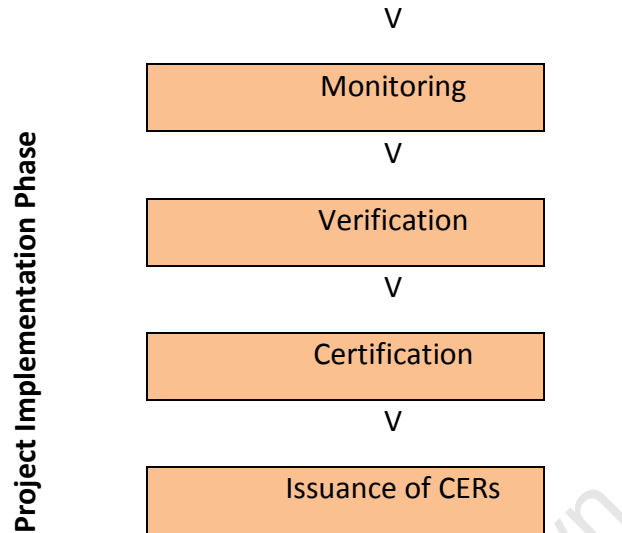 V
Monitoring
V
Verification
V
Certification
V
Issuance of CERs
Project Implementation Phase